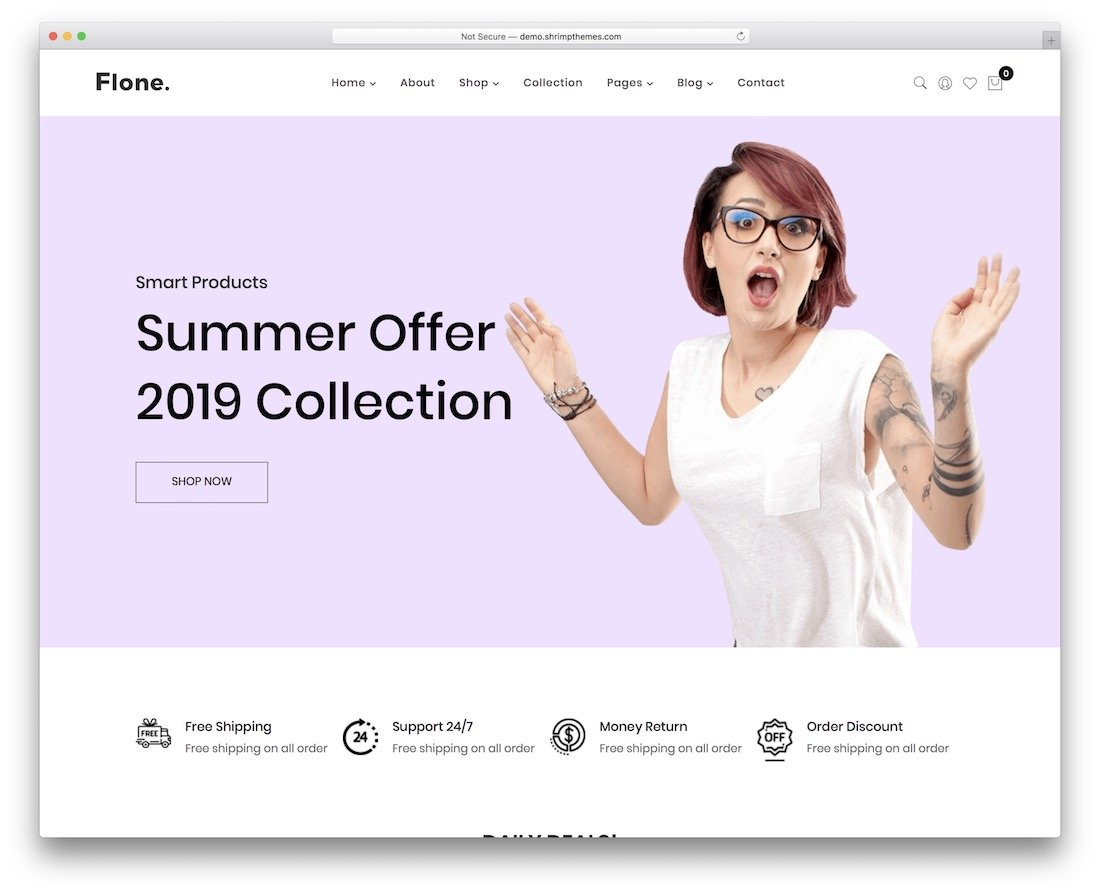 Not Secure — demo.shrimpthemes.com
Flone.
Home
About
Shop
Collection
Pages
Blog
Contact
0
Smart Products
Summer Offer
2019 Collection
SHOP NOW
FREE
Free Shipping
Free shipping on all order
24
Support 24/7
Free shipping on all order
$
Money Return
Free shipping on all order
OFF
Order Discount
Free shipping on all order
DAILY DEALS!